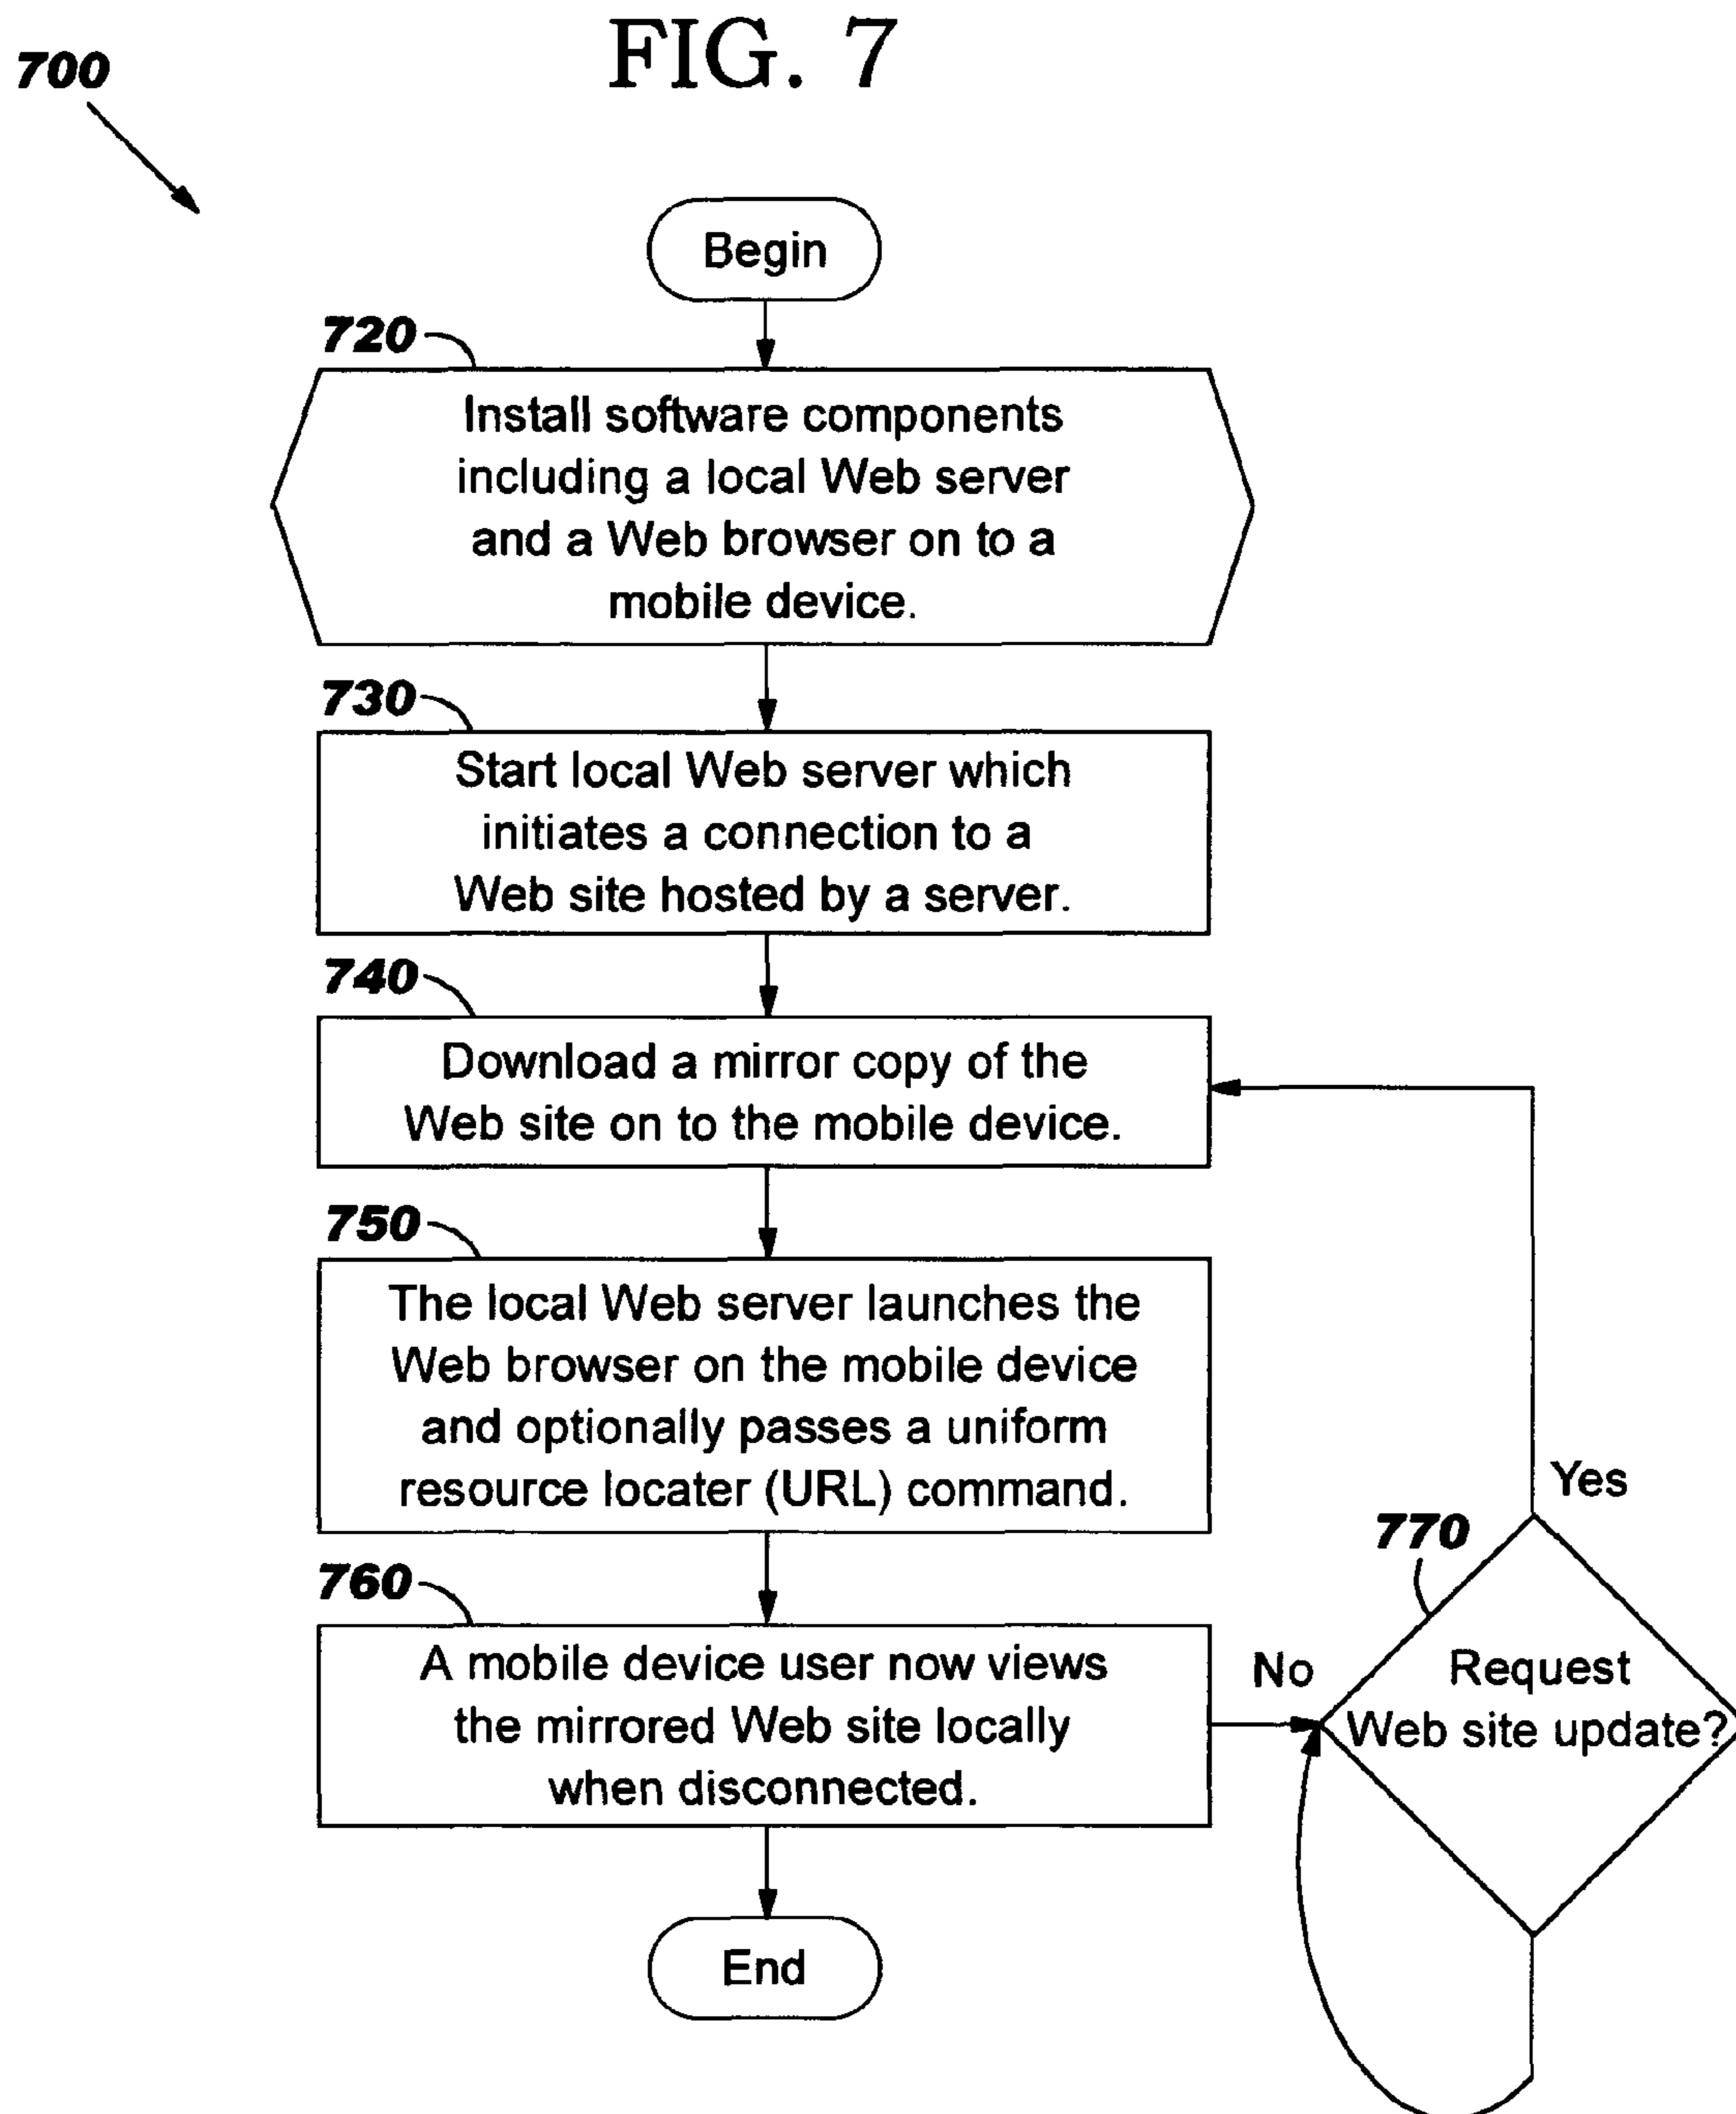 FIG. 7
700
Begin
720
Install software components
including a local Web server
and a Web browser on to a
mobile device.
730
Start local Web server which
initiates a connection to a
Web site hosted by a server.
740
Download a mirror copy of the
Web site on to the mobile device.
750
The local Web server launches the
Web browser on the mobile device
and optionally passes a uniform
resource locater (URL) command.
Yes
770
760
A mobile device user now views
the mirrored Web site locally
when disconnected.
No
Request
Web site update?
End